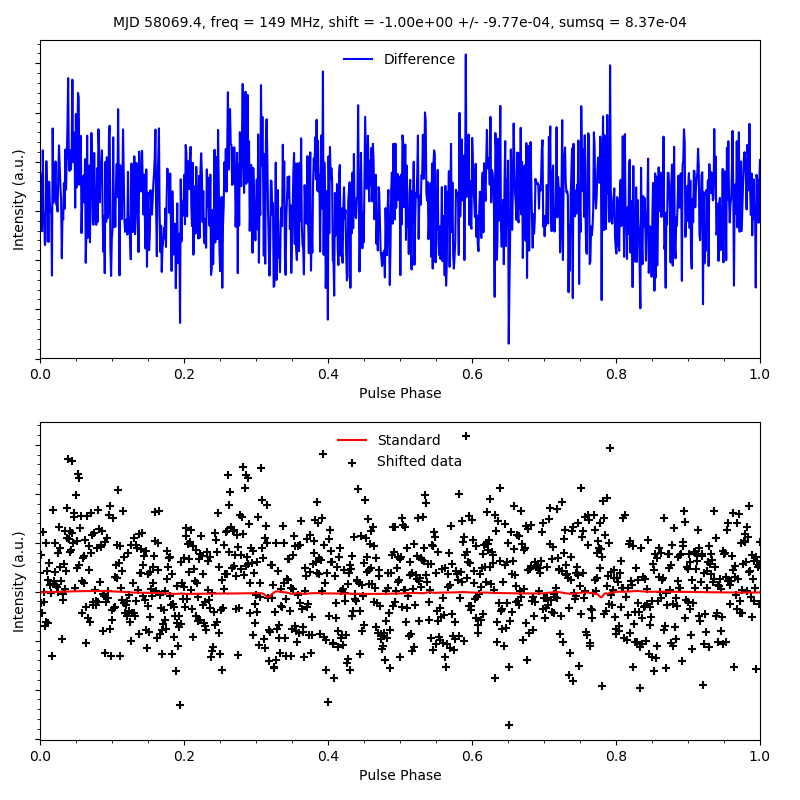 MJD 58069.4, freq = 149 MHz, shift = -1.00e+00 +/- -9.77e-04, sumsq = 8.37e-04
Difference
Intensity (a.u.)
0.0 0.2 0.4 0.6 0.8 1.0
Pulse Phase
Standard
Shifted data
Intensity (a.u.)
0.0 0.2 0.4 0.6 0.8 1.0
Pulse Phase